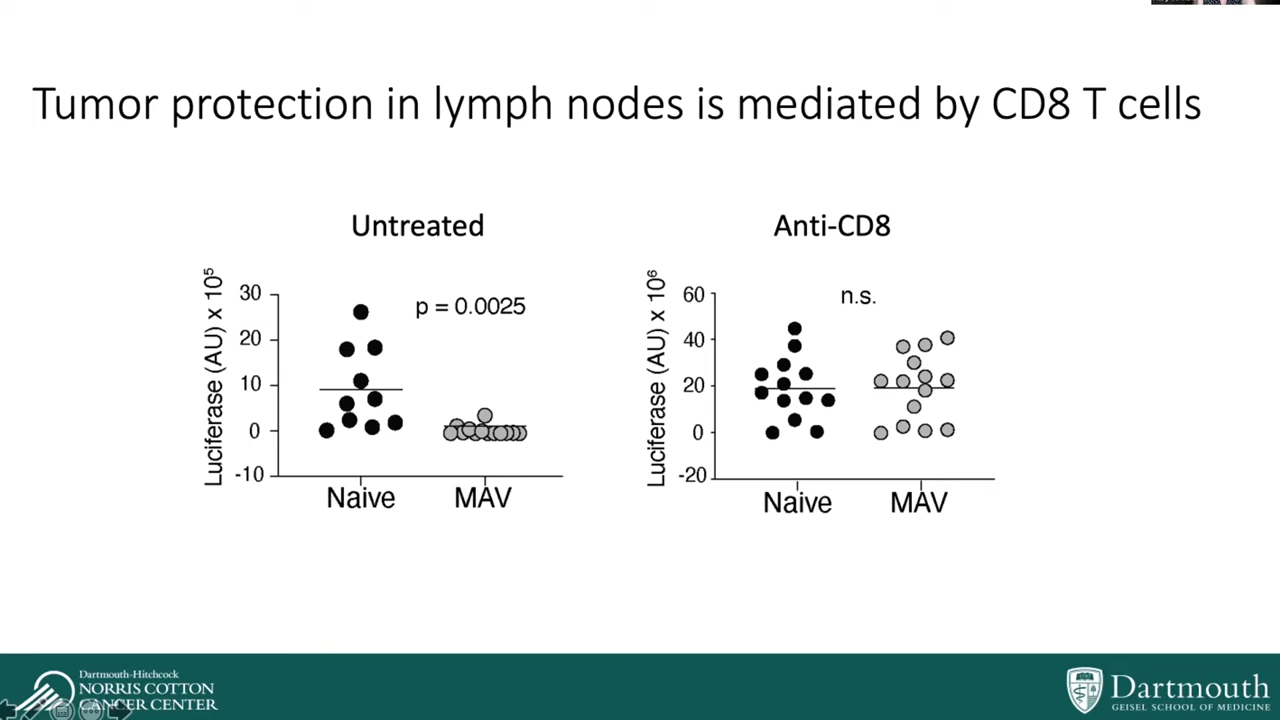 Tumor protection in lymph nodes is mediated by CD8 T cells
Untreated
Luciferase (AU) x 10⁵
30
20
10
0
-10
p = 0.0025
Naive
MAV
Anti-CD8
Luciferase (AU) x 10⁶
60
40
20
0
-20
n.s.
Naive
MAV
Dartmouth-Hitchcock
NORRIS COTTON
CANCER CENTER
Dartmouth
GEISEL SCHOOL OF MEDICINE